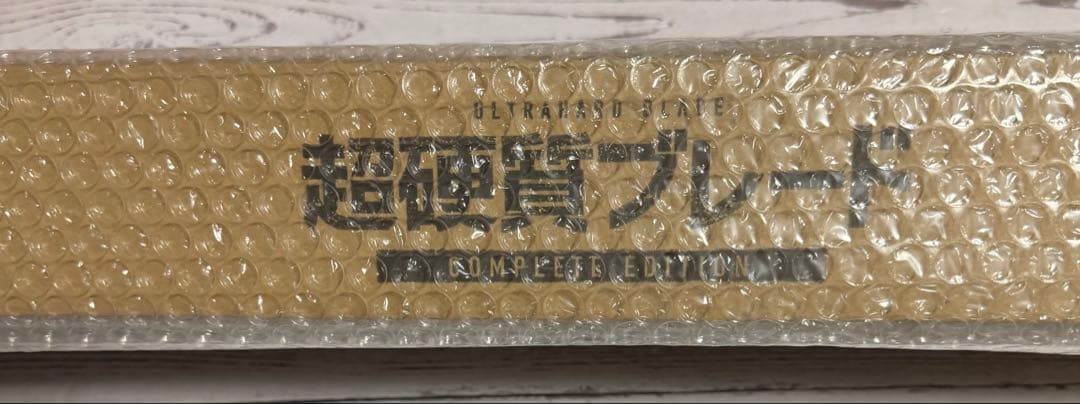 ULTRAHARD BLADE
超硬質ブレード
COMPLETE EDITION